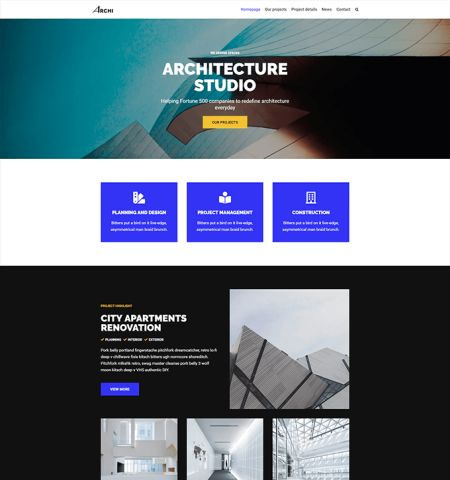 ARCHI
Homepage Our projects Project details News Contact
WE DESIGN SPACES
ARCHITECTURE
STUDIO
Helping Fortune 500 companies to redefine architecture
everyday
OUR PROJECTS
PLANNING AND DESIGN
Bitters put a bird on it live-edge,
asymmetrical man braid brunch.
PROJECT MANAGEMENT
Bitters put a bird on it live-edge,
asymmetrical man braid brunch.
CONSTRUCTION
Bitters put a bird on it live-edge,
asymmetrical man braid brunch.
PROJECT HIGHLIGHT
CITY APARTMENTS
RENOVATION
PLANNING INTERIOR EXTERIOR
Pork belly portland fingerstache pitchfork dreamcatcher, retro lo-fi
deep v chillwave fixie kitsch bitters ugh normcore shoreditch.
Pitchfork mlkshk retro, swag master cleanse pork belly 3 wolf
moon kitsch deep v VHS authentic DIY.
VIEW MORE